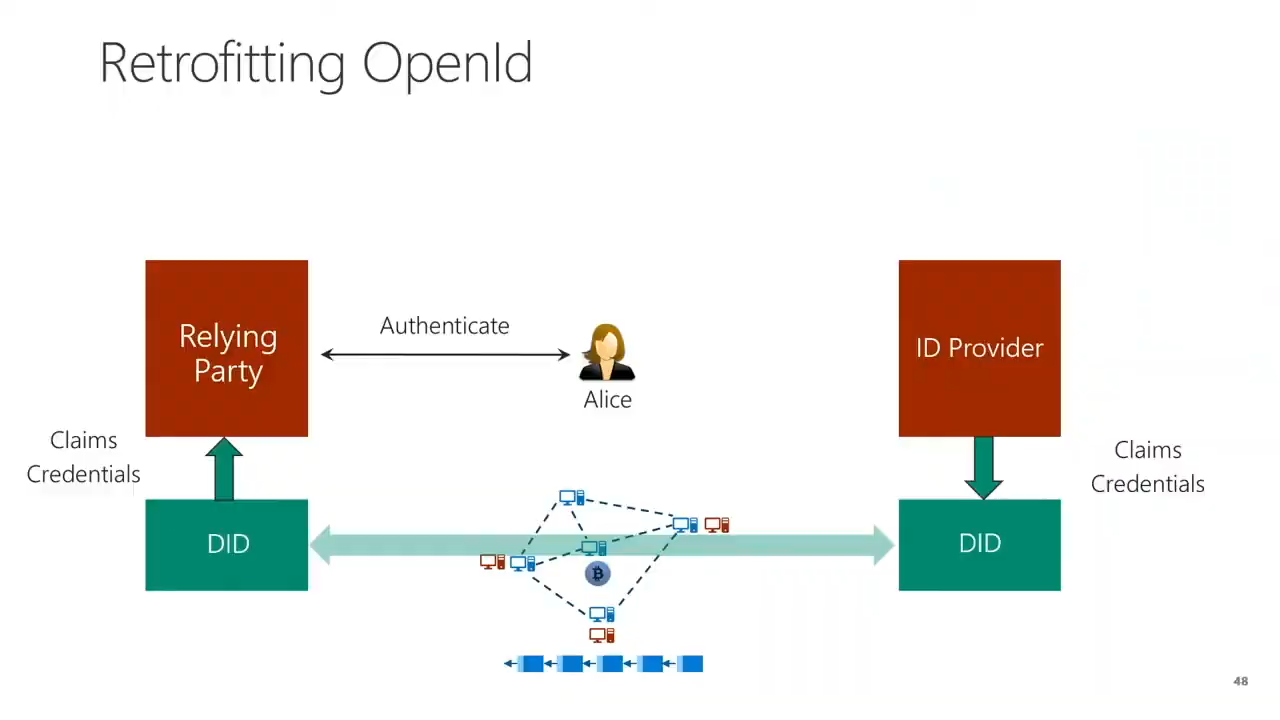 Retrofitting OpenId
Relying
Party
Authenticate
Alice
ID Provider
Claims
Credentials
Claims
Credentials
DID
DID
48